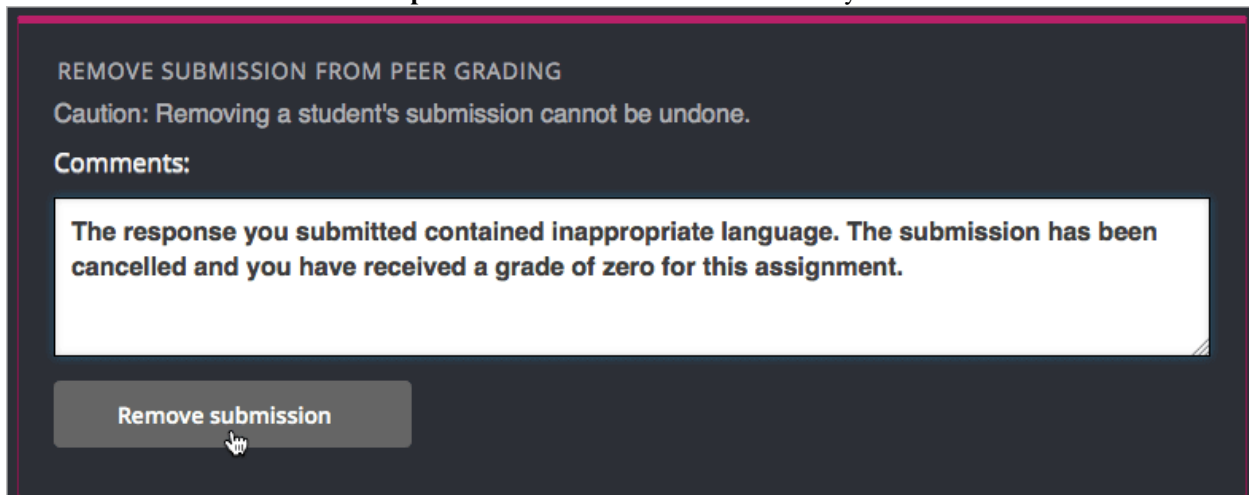 REMOVE SUBMISSION FROM PEER GRADING
Caution: Removing a student's submission cannot be undone.
Comments:
The response you submitted contained inappropriate language. The submission has been
cancelled and you have received a grade of zero for this assignment.
Remove submission